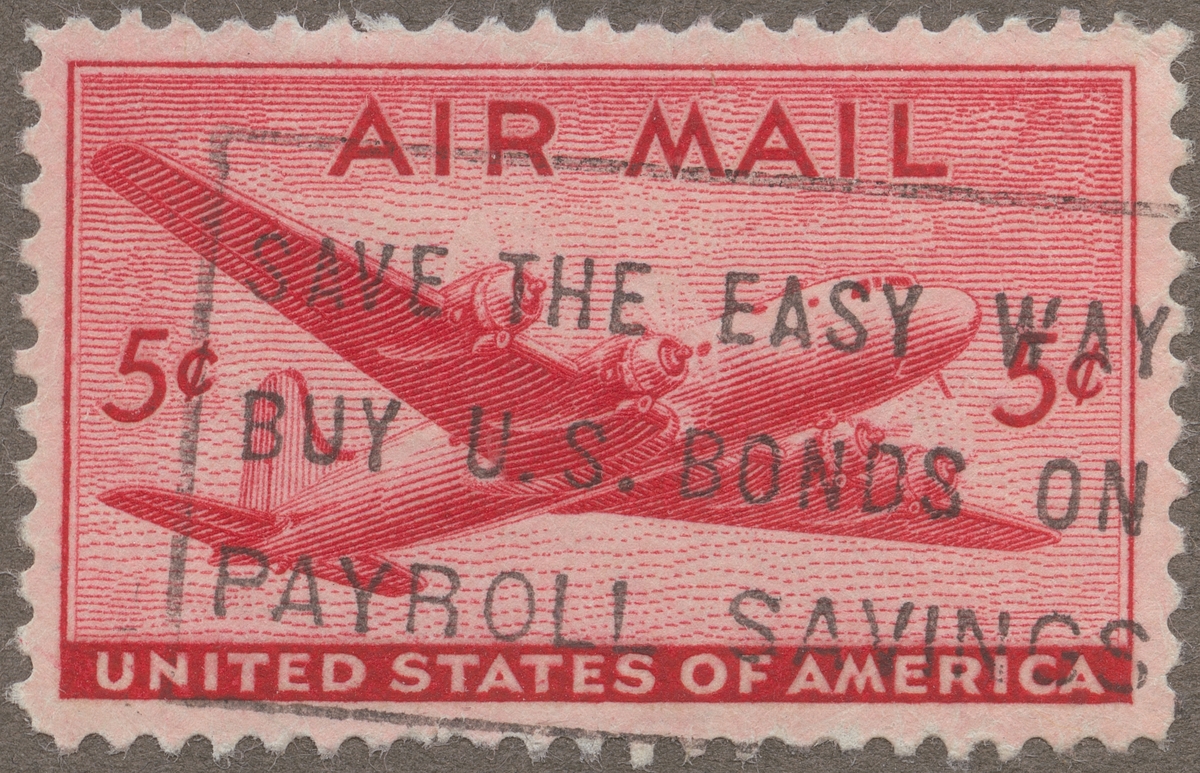 AIR MAIL
SAVE THE EASY WAY
5¢ 5¢
BUY U.S. BONDS ON
PAYROLL SAVINGS
UNITED STATES OF AMERICA